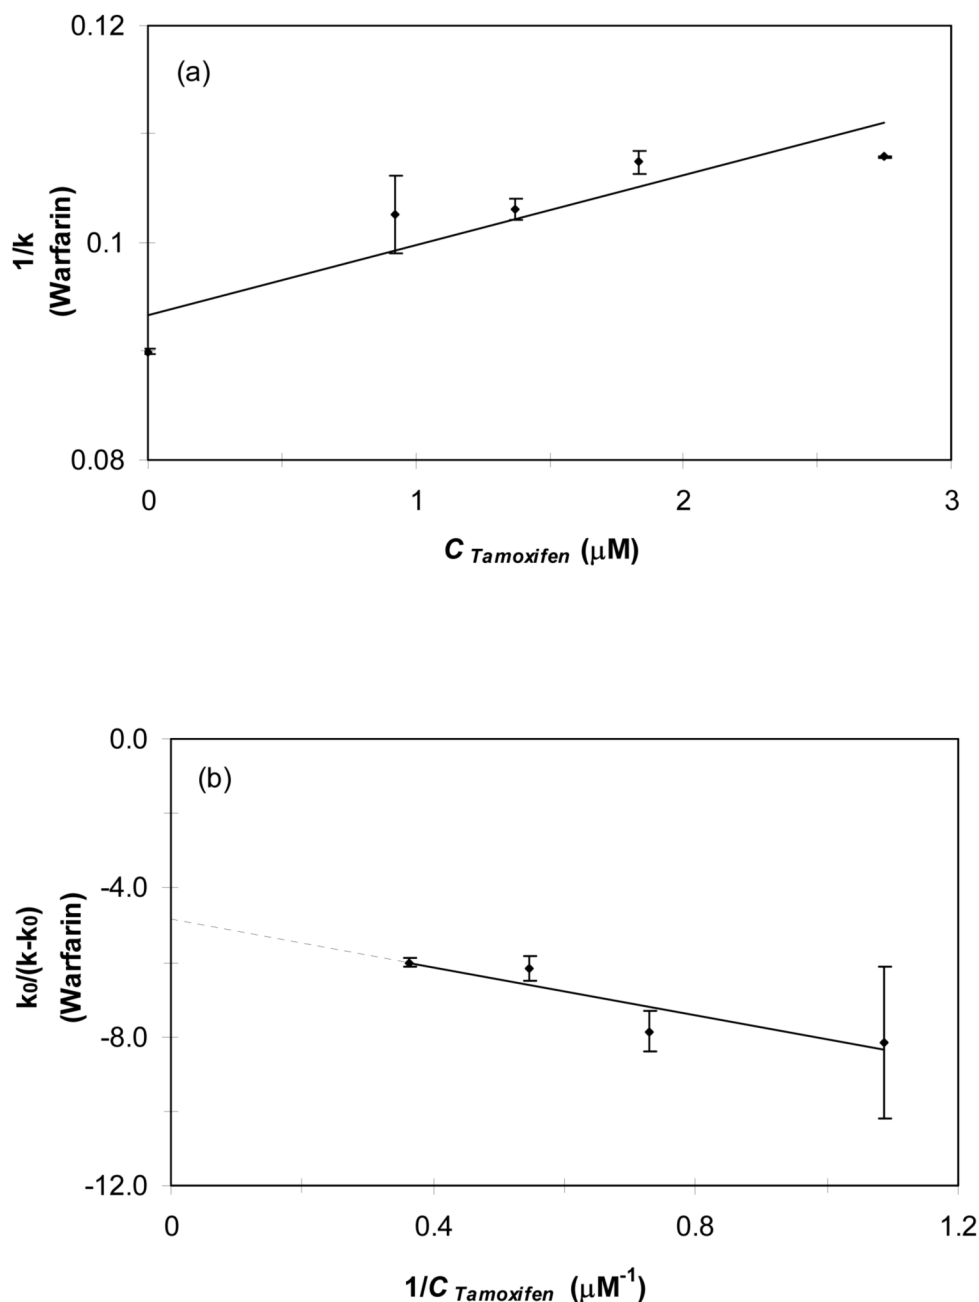 0.12
(a)
1/k
(Warfarin)
0.1
0.08
0
1
2
3
C Tamoxifen (μM)
0.0
(b)
-4.0
k₀/(k-k₀)
(Warfarin)
-8.0
-12.0
0
0.4
0.8
1.2
1/C Tamoxifen (μM⁻¹)